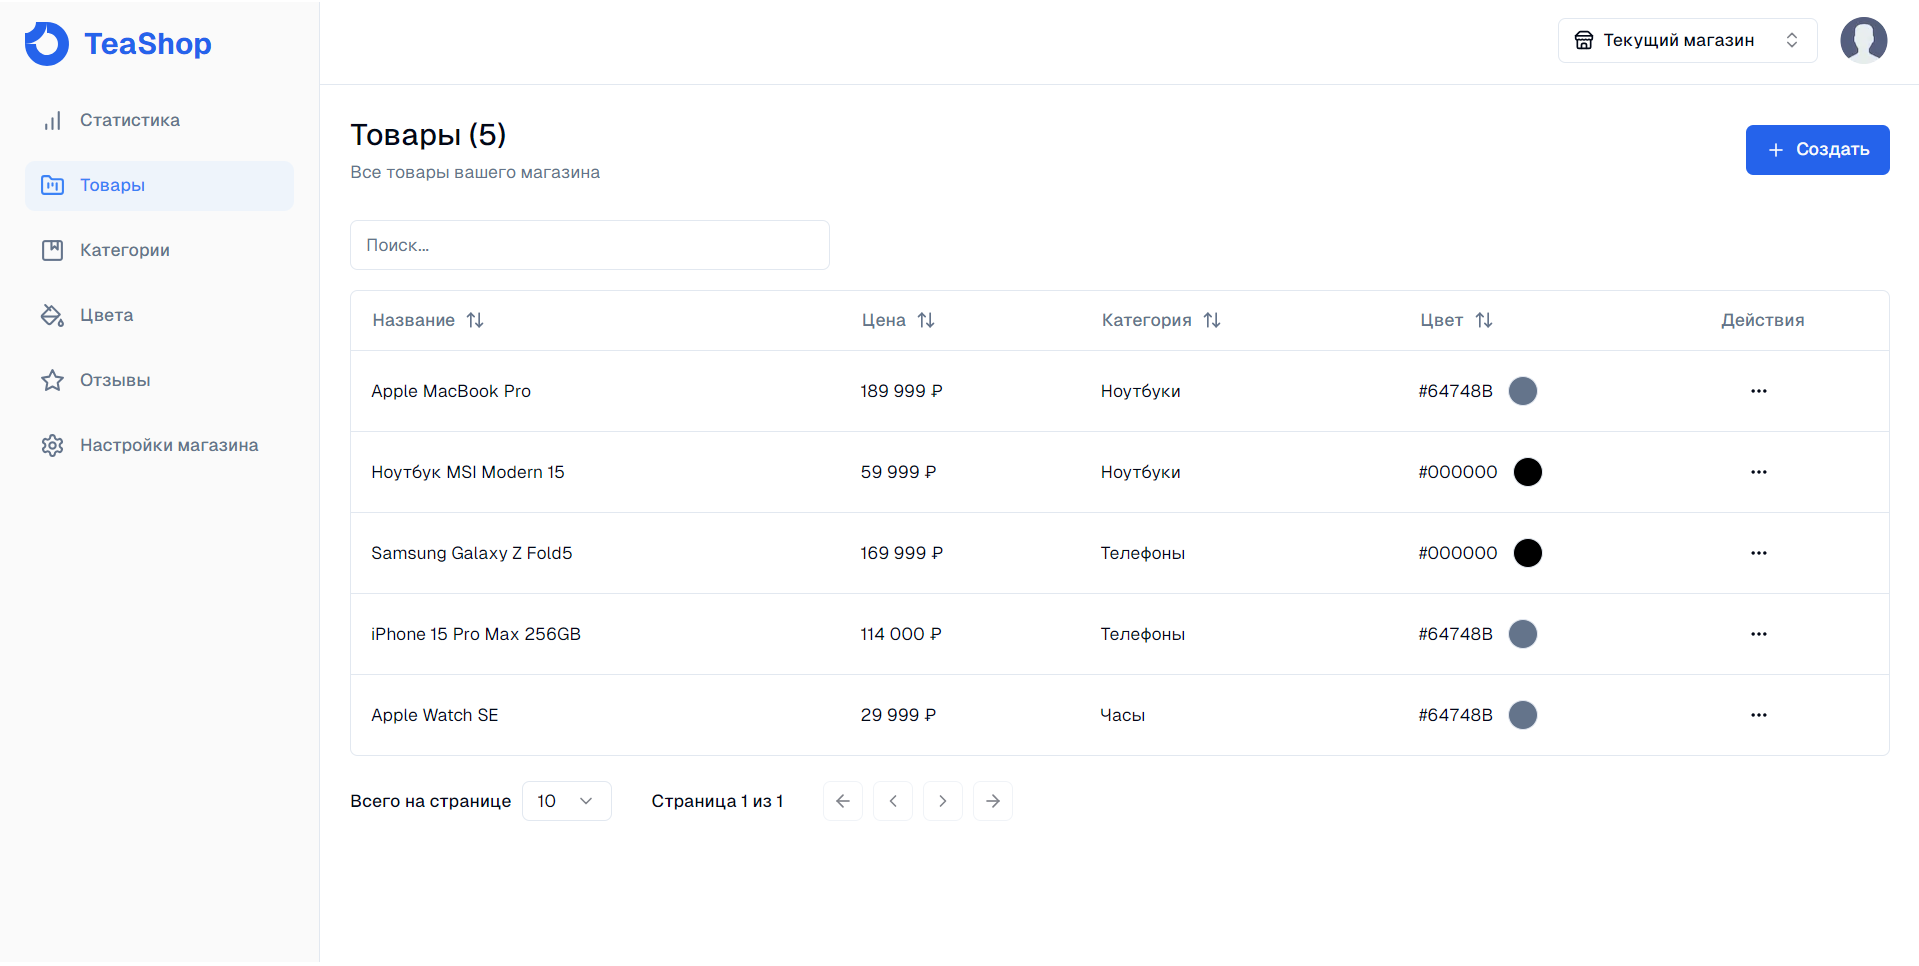 TeaShop
Текущий магазин
Статистика
Товары
Категории
Цвета
Отзывы
Настройки магазина
Товары (5)
Все товары вашего магазина
Создать
Поиск...
Название Цена Категория Цвет Действия
Apple MacBook Pro 189 999 ₽ Ноутбуки #64748B
Ноутбук MSI Modern 15 59 999 ₽ Ноутбуки #000000
Samsung Galaxy Z Fold5 169 999 ₽ Телефоны #000000
iPhone 15 Pro Max 256GB 114 000 ₽ Телефоны #64748B
Apple Watch SE 29 999 ₽ Часы #64748B
Всего на странице 10 Страница 1 из 1